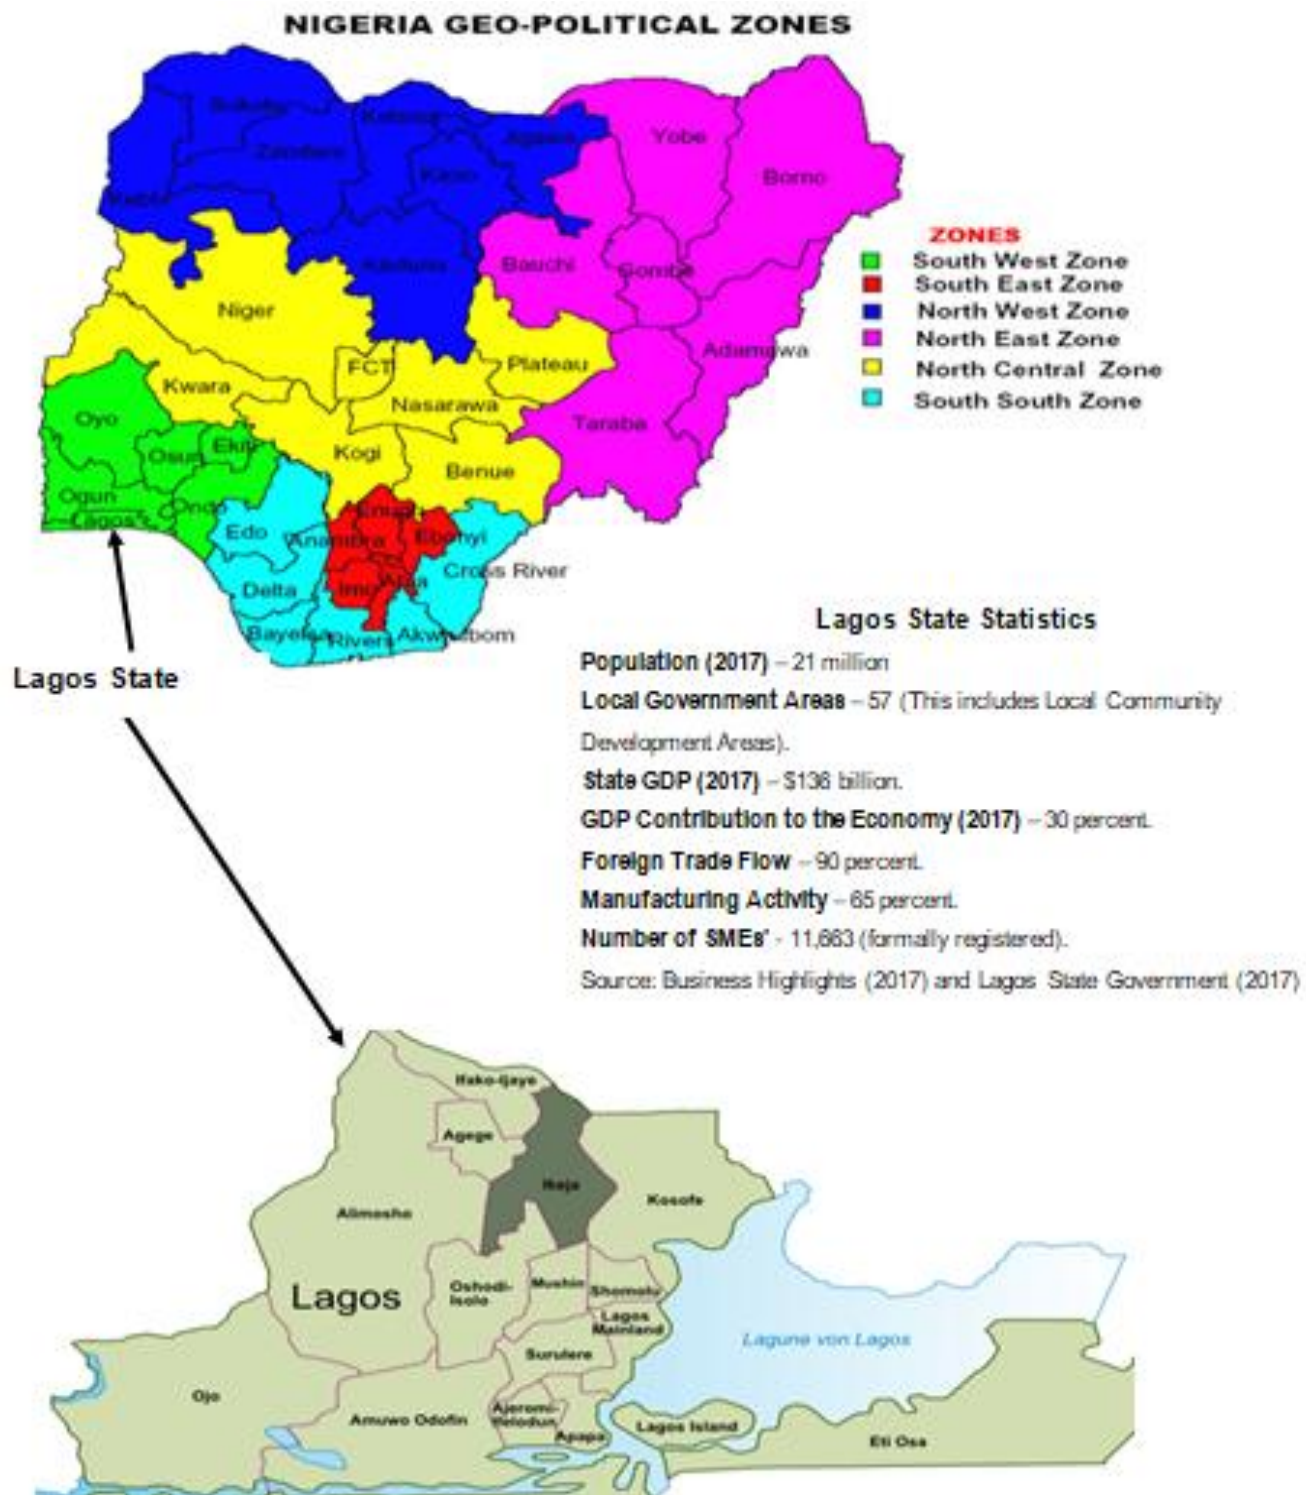 NIGERIA GEO-POLITICAL ZONES
Sokoto
Katsina
Jigawa
Yobe
Zamfara
Kano
Borno
Kebbi
Kaduna
Bauchi
Gombe
Niger
Adamawa
FCT
Plateau
Kwara
Nasarawa
Oyo
Taraba
Osun
Ekiti
Kogi
Benue
Ogun
Ondo
Lagos
Edo
Enugu
Anambra
Ebonyi
Cross River
Delta
Imo
Abia
Bayelsa
Rivers
Akwa Ibom
ZONES
South West Zone
South East Zone
North West Zone
North East Zone
North Central Zone
South South Zone
Lagos State
Lagos State Statistics
Population (2017) – 21 million
Local Government Areas – 57 (This includes Local Community
Development Areas).
State GDP (2017) – $136 billion.
GDP Contribution to the Economy (2017) – 30 percent.
Foreign Trade Flow – 90 percent.
Manufacturing Activity – 65 percent.
Number of SMEs' - 11,663 (formally registered).
Source: Business Highlights (2017) and Lagos State Government (2017)
Ifako-Ijaye
Agege
Ikeja
Alimosho
Kosofe
Lagos
Oshodi-
Isolo
Mushin
Shomolu
Lagos
Mainland
Surulere
Lagune von Lagos
Ojo
Amuwo Odofin
Ajeromi-
Ifelodun
Apapa
Lagos Island
Eti Osa